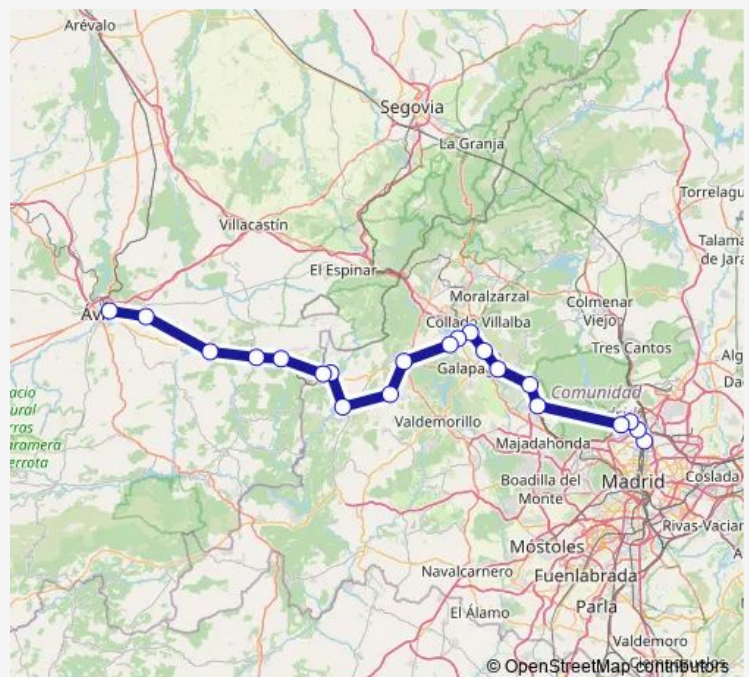 Arévalo
Segovia
La Granja
Torrelagu
Villacastín
Talama
de Jara
El Espinar
Moralzarzal
Colmenar
Viejo
Collado Villalba
Tres Cantos
Galapa
Comunidad
Valdemorillo
Majadahonda
Boadilla del
Monte
Madrid
Coslada
Rivas-Vaciar
Móstoles
Navalcarnero
Fuenlabrada
El Álamo
Parla
Valdemoro
© OpenStreetMap contributors